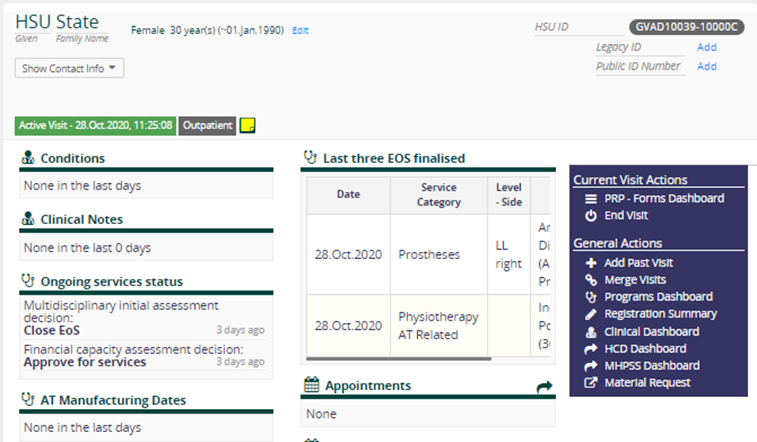 HSU State
Given Family Name
Female 30 year(s) (~01.Jan.1990) Edit
HSU ID GVAD10039-10000C
Legacy ID Add
Public ID Number Add
Show Contact Info
Active Visit - 28.Oct.2020, 11:25:08 Outpatient
Conditions
None in the last days
Clinical Notes
None in the last 0 days
Ongoing services status
Multidisciplinary initial assessment
decision:
Close EoS 3 days ago
Financial capacity assessment decision:
Approve for services 3 days ago
AT Manufacturing Dates
None in the last days
Last three EOS finalised
Date Service Category Level - Side
28.Oct.2020 Prostheses LL right
28.Oct.2020 Physiotherapy AT Related
Appointments
None
Current Visit Actions
PRP - Forms Dashboard
End Visit
General Actions
Add Past Visit
Merge Visits
Programs Dashboard
Registration Summary
Clinical Dashboard
HCD Dashboard
MHPSS Dashboard
Material Request